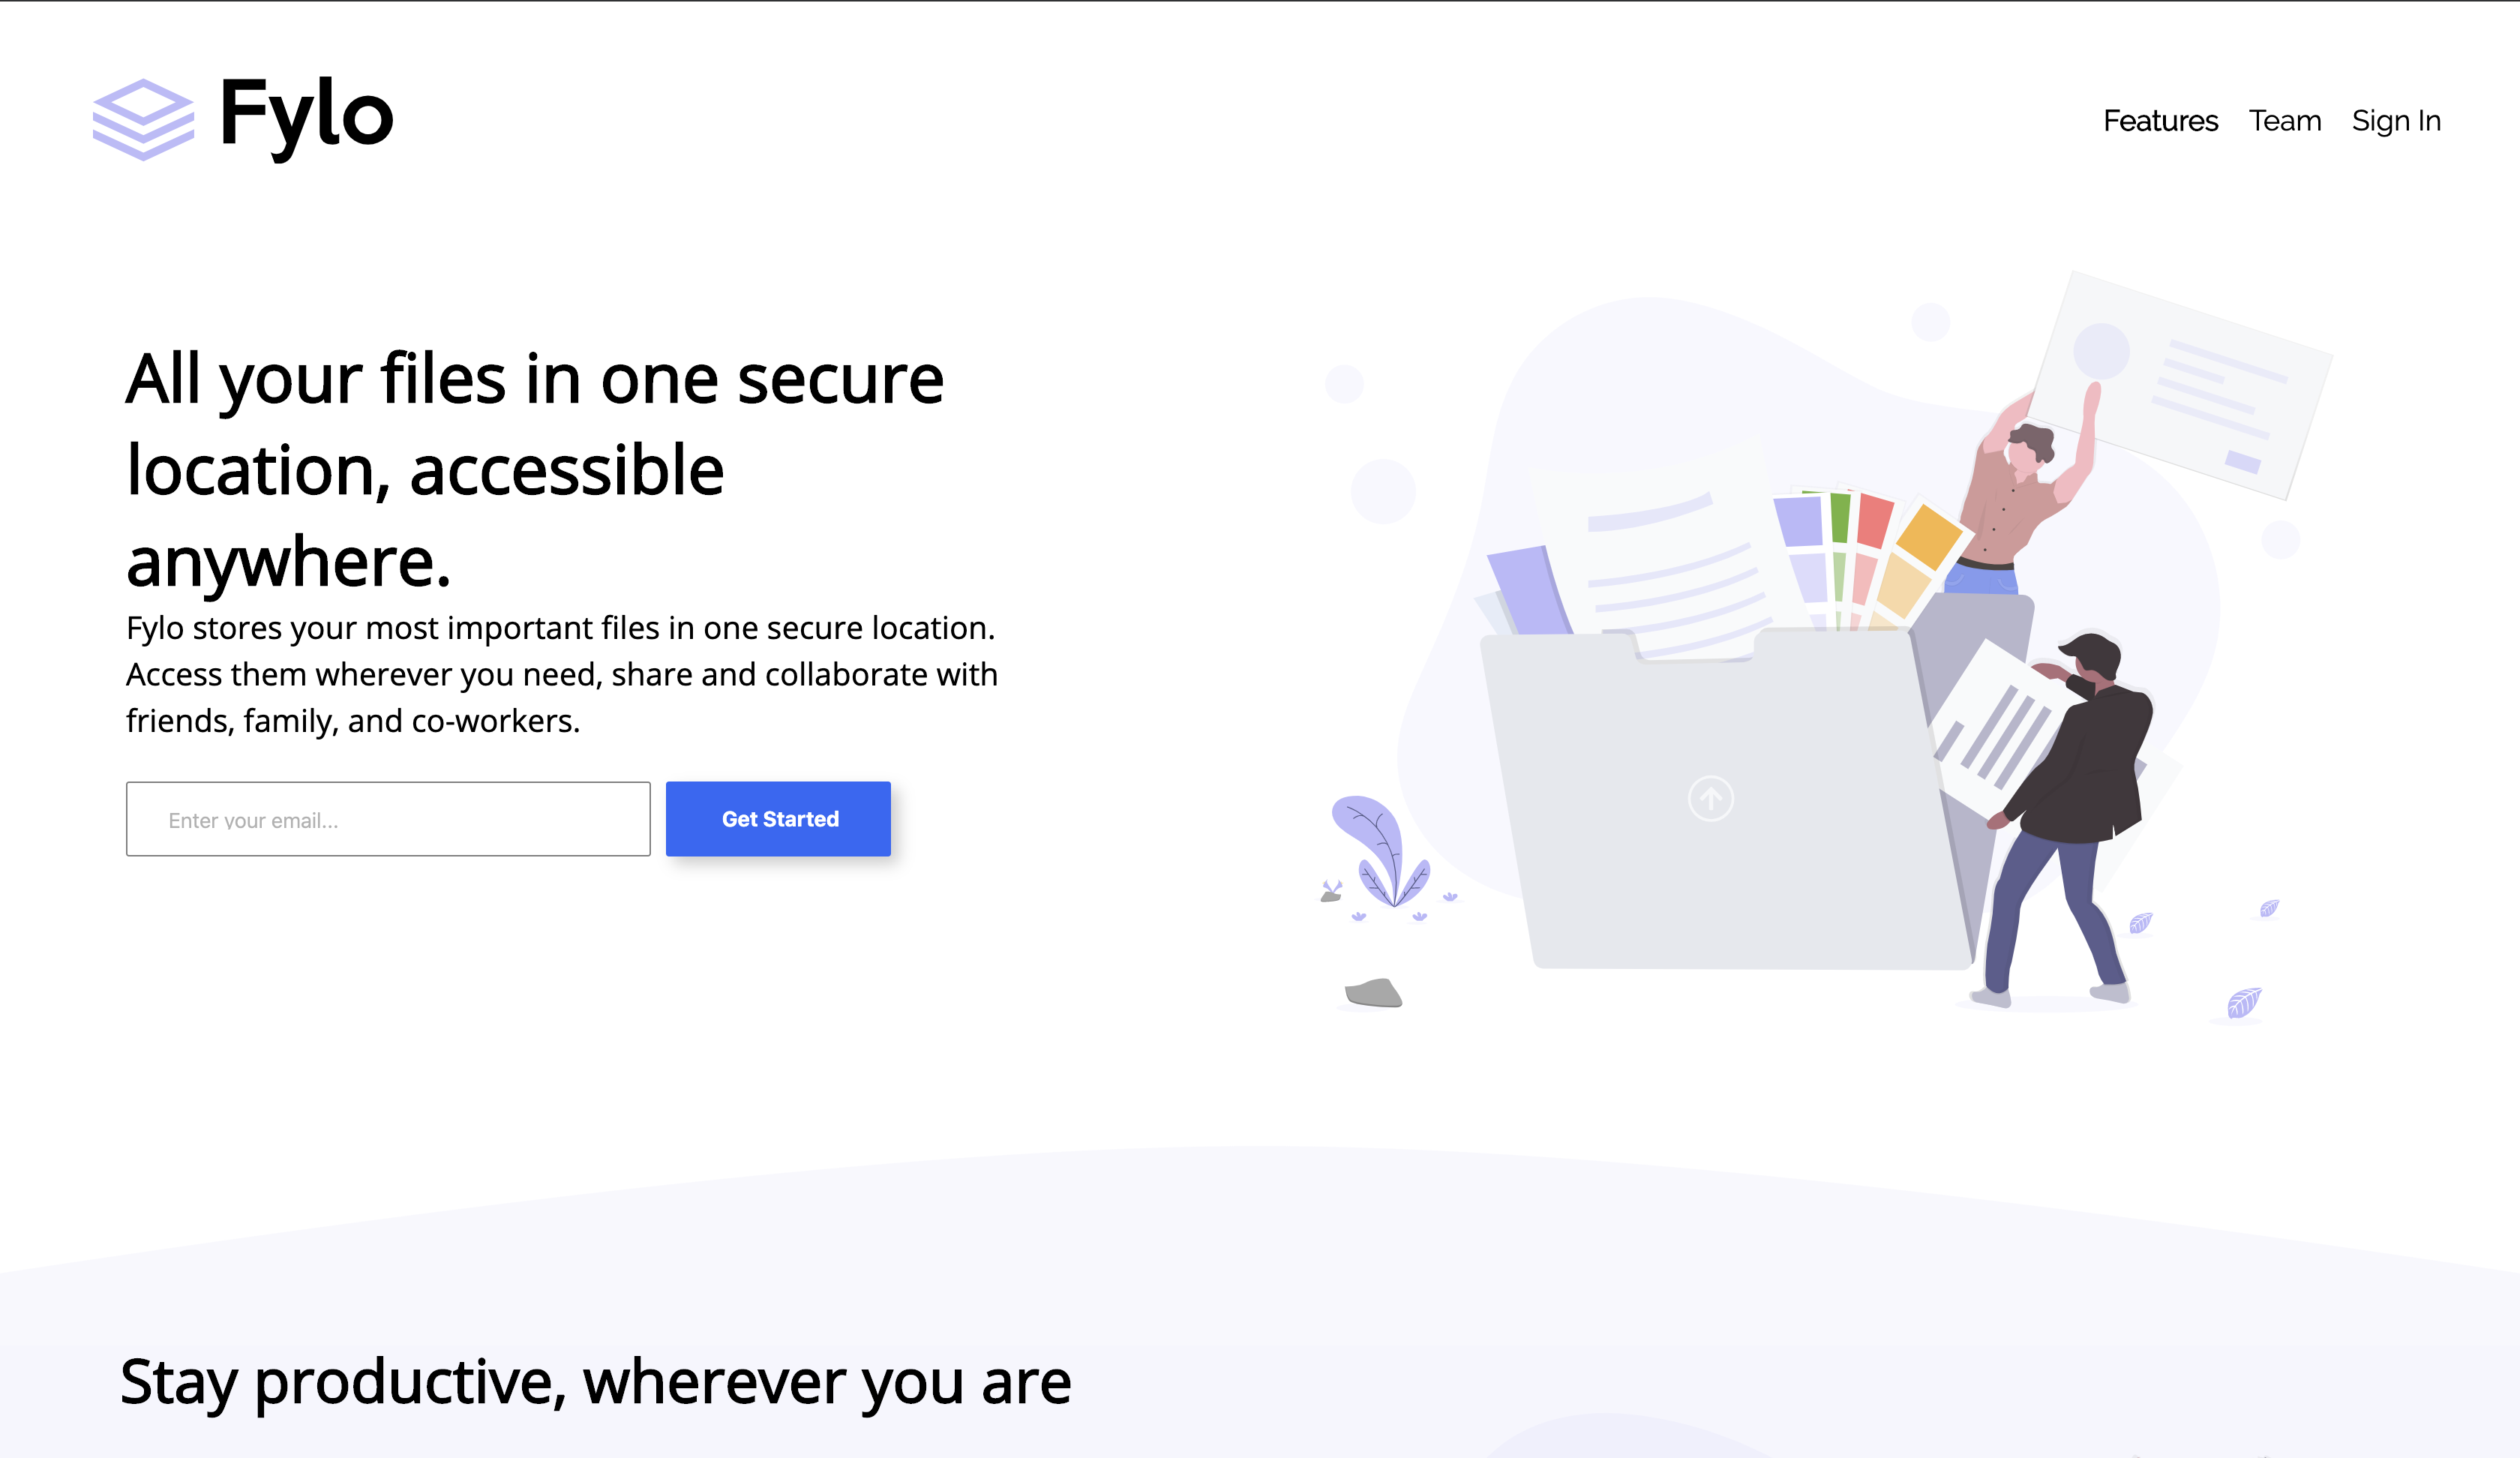 Fylo
Features Team Sign In
All your files in one secure
location, accessible
anywhere.
Fylo stores your most important files in one secure location.
Access them wherever you need, share and collaborate with
friends, family, and co-workers.
Enter your email...
Get Started
Stay productive, wherever you are